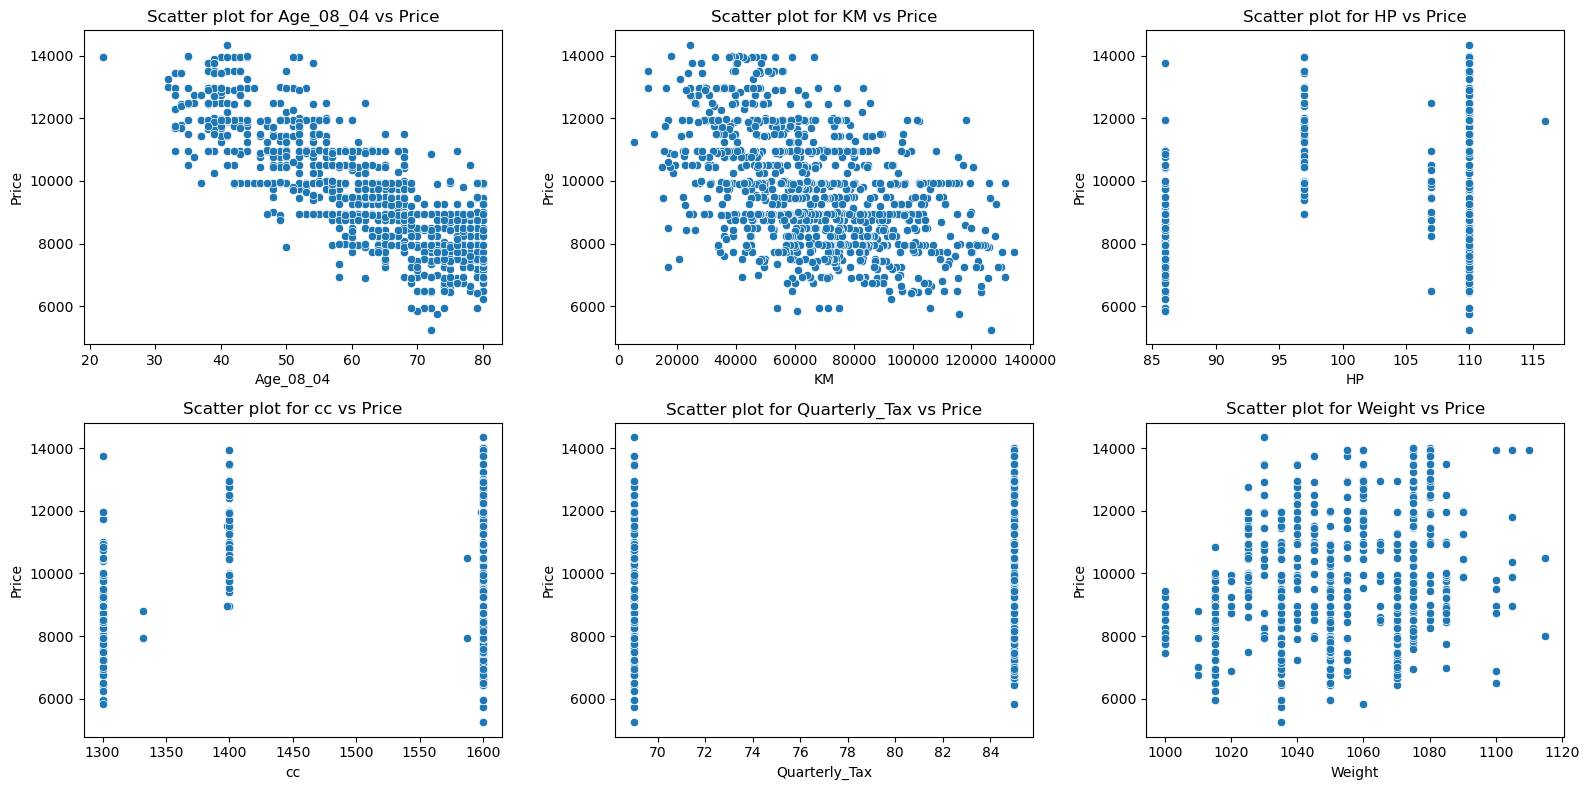 Scatter plot for Age_08_04 vs Price
14000
12000
10000
8000
6000
Price
20 30 40 50 60 70 80
Age_08_04
Scatter plot for KM vs Price
14000
12000
10000
8000
6000
Price
0 20000 40000 60000 80000 100000 120000 140000
KM
Scatter plot for HP vs Price
14000
12000
10000
8000
6000
Price
85 90 95 100 105 110 115
HP
Scatter plot for cc vs Price
14000
12000
10000
8000
6000
Price
1300 1350 1400 1450 1500 1550 1600
cc
Scatter plot for Quarterly_Tax vs Price
14000
12000
10000
8000
6000
Price
70 72 74 76 78 80 82 84
Quarterly_Tax
Scatter plot for Weight vs Price
14000
12000
10000
8000
6000
Price
1000 1020 1040 1060 1080 1100 1120
Weight